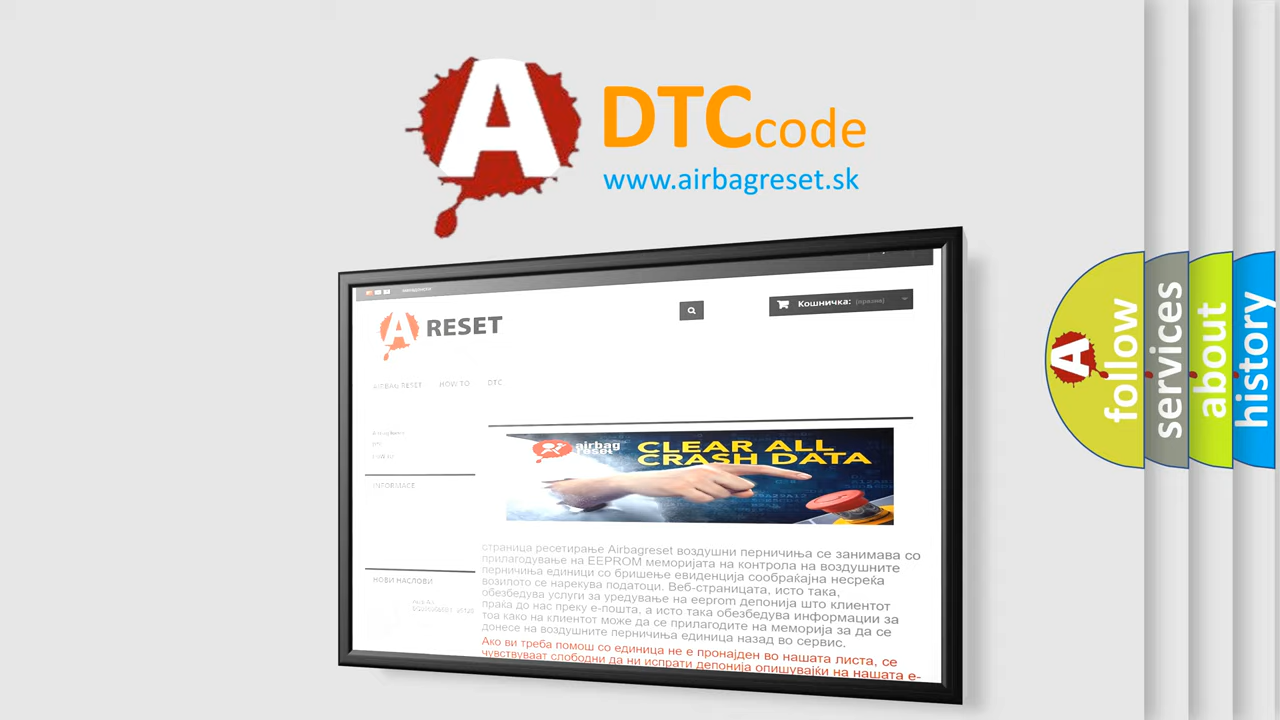 A
DTCcode
www.airbagreset.sk
A RESET
Кошничка: (празна)
AIRBAG RESET HOW TO DTC
INFORMACE
airbag
reset
CLEAR ALL
CRASH DATA
страница ресетирање Airbagreset воздушни перничиња се занимава со
прилагодување на EEPROM меморијата на контрола на воздушните
перничиња единици со бришење евиденција сообраќајна несреќа
возилото се нарекува податоци. Веб-страницата, исто така,
обезбедува услуги за уредување на eeprom депонија што клиентот
праќа до нас преку е-пошта, а исто така обезбедува информации за
тоа како на клиентот може да се прилагодите на меморија за да се
донесе на воздушните перничиња единица назад во сервис.
Ако ви треба помош со единица не е пронајден во нашата листа, се
чувствуваат слободни да ни испрати депонија опишувајќи на нашата е-
НОВИ НАСЛОВИ
A
follow
services
about
history